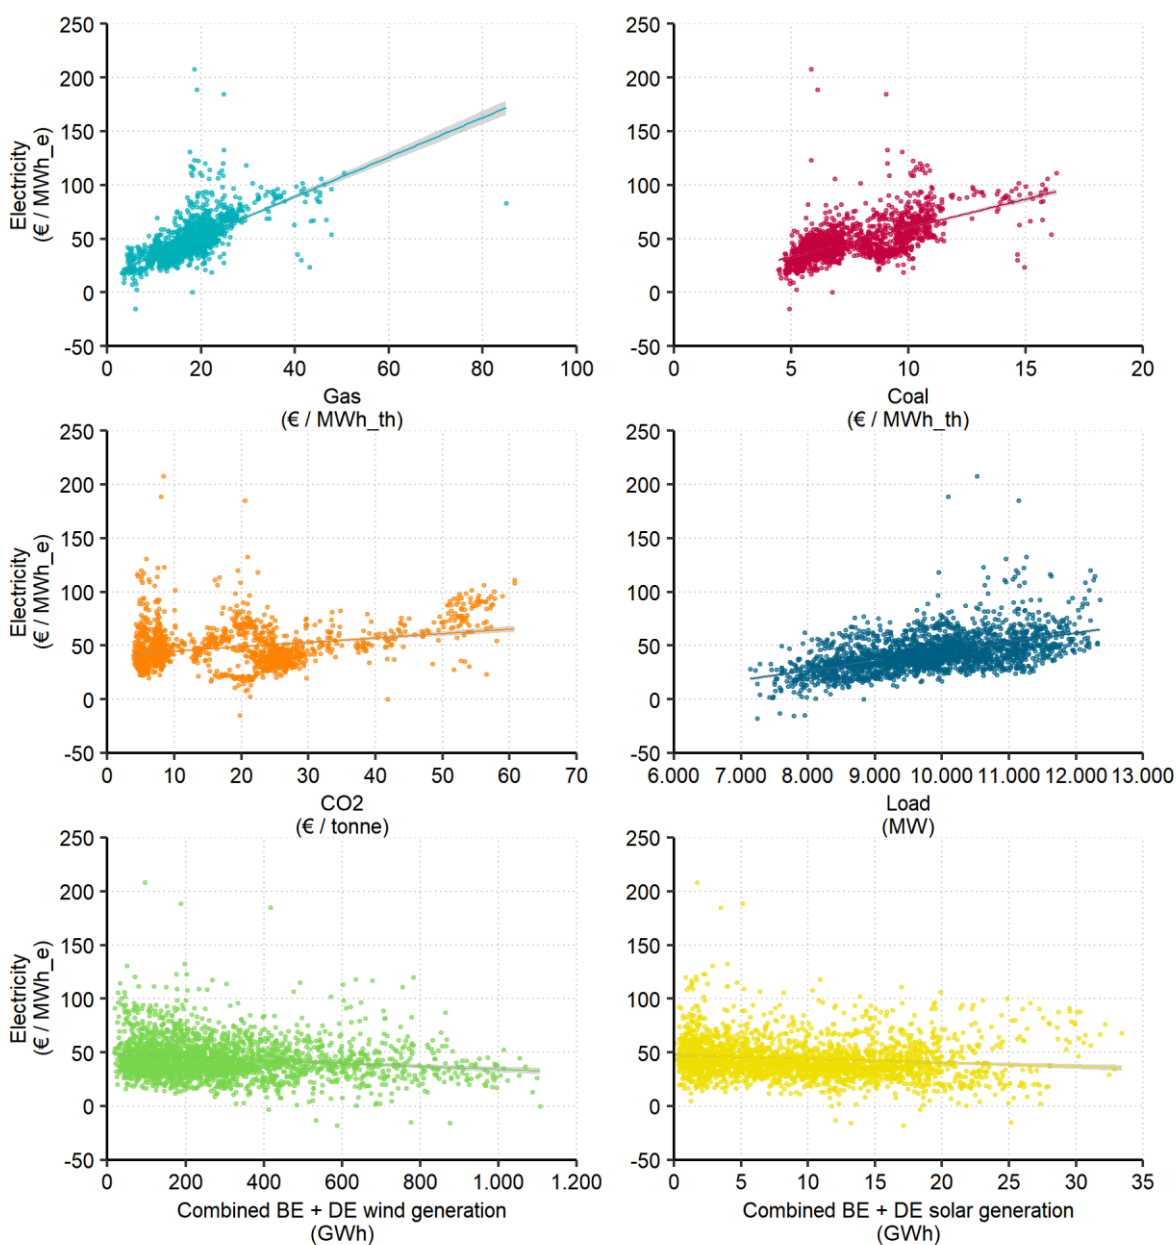 250
200
150
100
50
0
-50
Electricity
(€ / MWh_e)
0 20 40 60 80 100
Gas
(€ / MWh_th)
250
200
150
100
50
0
-50
0 5 10 15 20
Coal
(€ / MWh_th)
250
200
150
100
50
0
-50
Electricity
(€ / MWh_e)
0 10 20 30 40 50 60 70
CO2
(€ / tonne)
250
200
150
100
50
0
-50
6.000 7.000 8.000 9.000 10.000 11.000 12.000 13.000
Load
(MW)
250
200
150
100
50
0
-50
Electricity
(€ / MWh_e)
0 200 400 600 800 1.000 1.200
Combined BE + DE wind generation
(GWh)
250
200
150
100
50
0
-50
0 5 10 15 20 25 30 35
Combined BE + DE solar generation
(GWh)